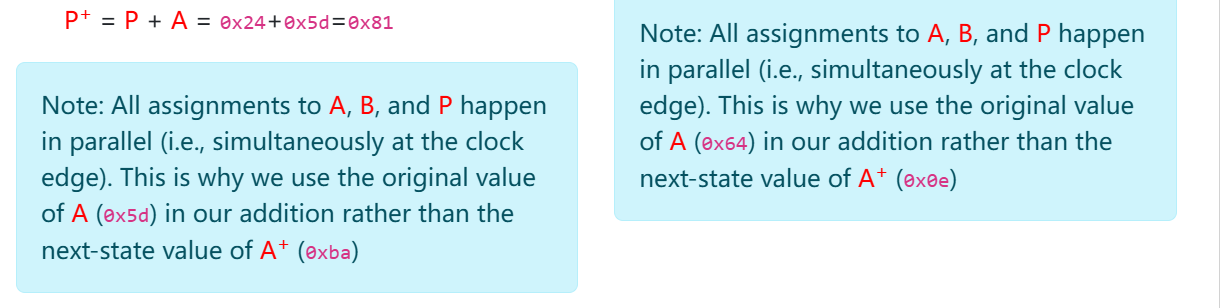 P⁺ = P + A = 0x24+0x5d=0x81
Note: All assignments to A, B, and P happen
in parallel (i.e., simultaneously at the clock
edge). This is why we use the original value
of A (0x5d) in our addition rather than the
next-state value of A⁺ (0xba)
Note: All assignments to A, B, and P happen
in parallel (i.e., simultaneously at the clock
edge). This is why we use the original value
of A (0x64) in our addition rather than the
next-state value of A⁺ (0x0e)